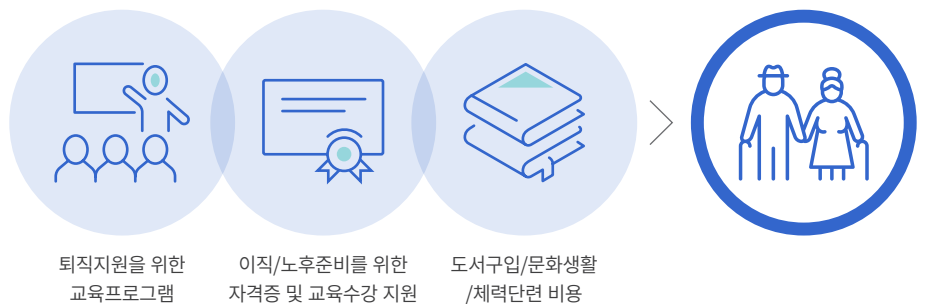 퇴직지원을 위한
교육프로그램
이직/노후준비를 위한
자격증 및 교육수강 지원
도서구입/문화생활
/체력단련 비용